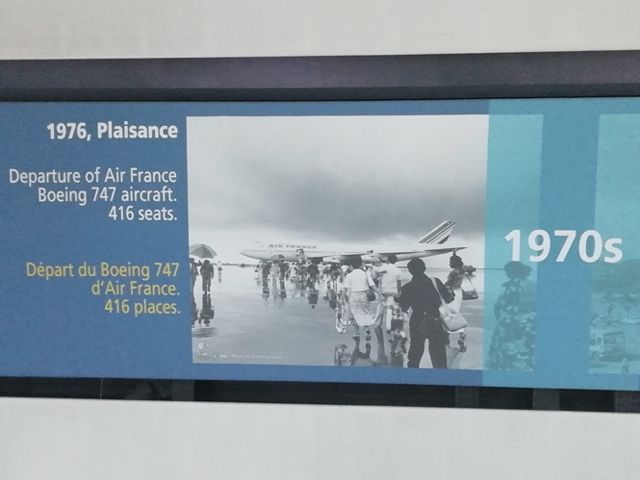 1976, Plaisance
Departure of Air France
Boeing 747 aircraft.
416 seats.
Départ du Boeing 747
d'Air France.
416 places.
AIR FRANCE
1970s